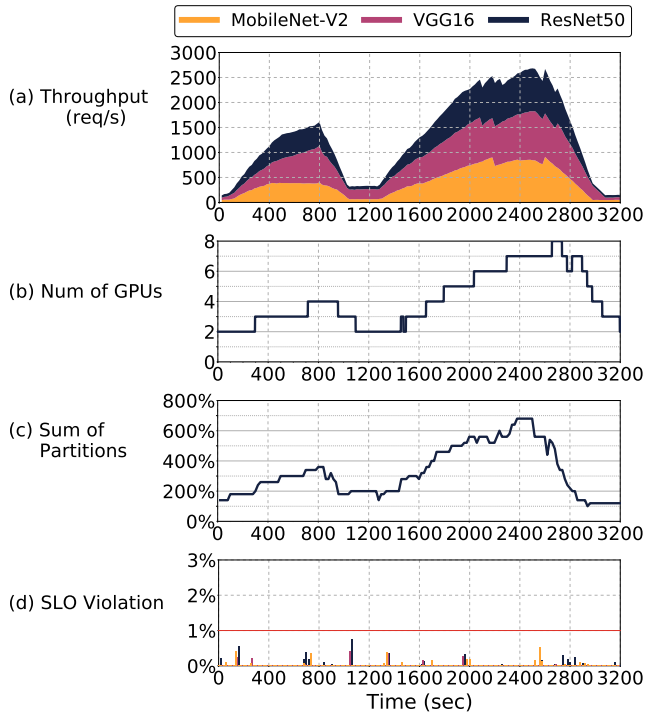 MobileNet-V2 VGG16 ResNet50
(a) Throughput
(req/s)
3000
2500
2000
1500
1000
500
0
0 400 800 1200 1600 2000 2400 2800 3200
(b) Num of GPUs
8
6
4
2
0
0 400 800 1200 1600 2000 2400 2800 3200
(c) Sum of
Partitions
800%
600%
400%
200%
0%
0 400 800 1200 1600 2000 2400 2800 3200
(d) SLO Violation
3%
2%
1%
0%
0 400 800 1200 1600 2000 2400 2800 3200
Time (sec)